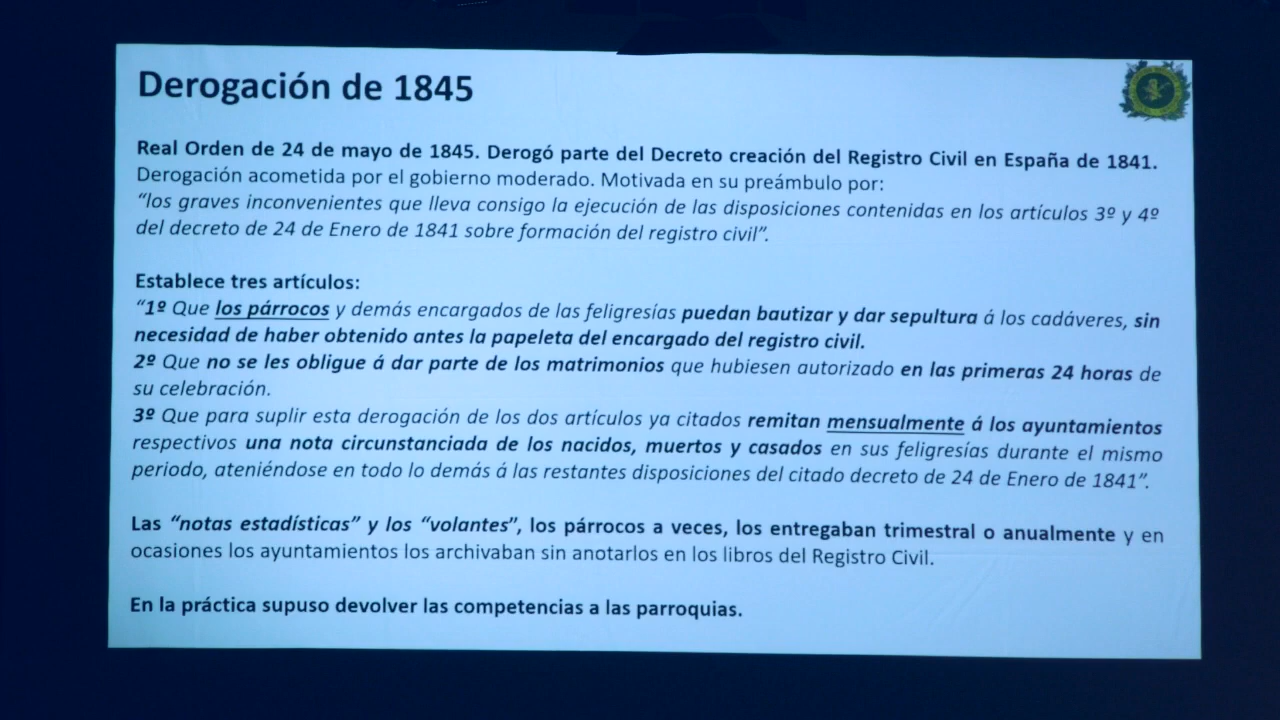 Derogación de 1845
Real Orden de 24 de mayo de 1845. Derogó parte del Decreto creación del Registro Civil en España de 1841.
Derogación acometida por el gobierno moderado. Motivada en su preámbulo por:
“los graves inconvenientes que lleva consigo la ejecución de las disposiciones contenidas en los artículos 3º y 4º
del decreto de 24 de Enero de 1841 sobre formación del registro civil”.
Establece tres artículos:
“1º Que los párrocos y demás encargados de las feligresías puedan bautizar y dar sepultura á los cadáveres, sin
necesidad de haber obtenido antes la papeleta del encargado del registro civil.
2º Que no se les obligue á dar parte de los matrimonios que hubiesen autorizado en las primeras 24 horas de
su celebración.
3º Que para suplir esta derogación de los dos artículos ya citados remitan mensualmente á los ayuntamientos
respectivos una nota circunstanciada de los nacidos, muertos y casados en sus feligresías durante el mismo
periodo, ateniéndose en todo lo demás á las restantes disposiciones del citado decreto de 24 de Enero de 1841”.
Las “notas estadísticas” y los “volantes”, los párrocos a veces, los entregaban trimestral o anualmente y en
ocasiones los ayuntamientos los archivaban sin anotarlos en los libros del Registro Civil.
En la práctica supuso devolver las competencias a las parroquias.